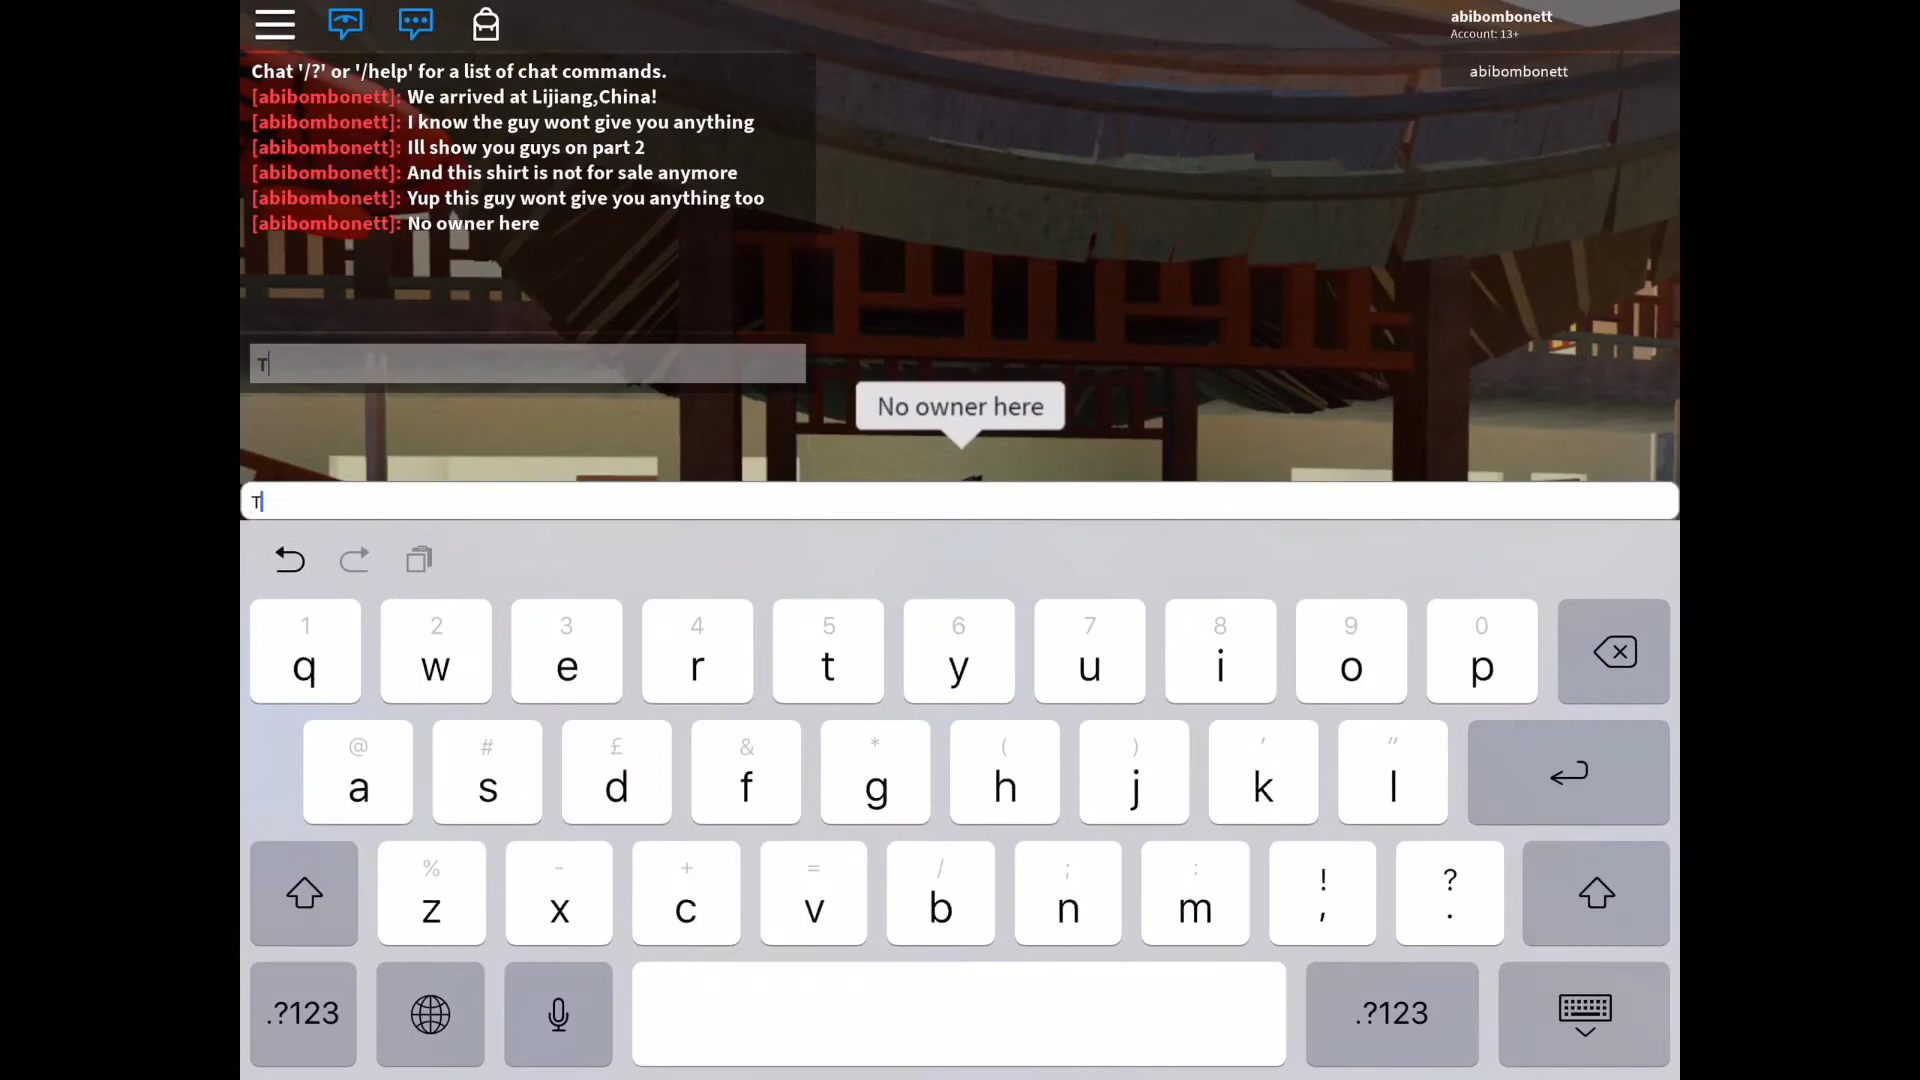 abibombonett
Account: 13+
abibombonett
Chat '/?' or '/help' for a list of chat commands.
[abibombonett]: We arrived at Lijiang,China!
[abibombonett]: I know the guy wont give you anything
[abibombonett]: Ill show you guys on part 2
[abibombonett]: And this shirt is not for sale anymore
[abibombonett]: Yup this guy wont give you anything too
[abibombonett]: No owner here
T
No owner here
T
1 2 3 4 5 6 7 8 9 0
q w e r t y u i o p
@ # £ & * ( ) ' "
a s d f g h j k l
% - + = / ; : ! ?
z x c v b n m , .
.?123 .?123